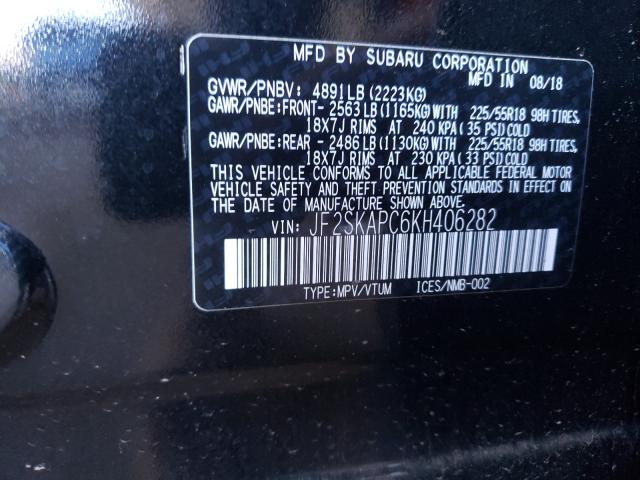 MFD BY SUBARU CORPORATION
MFD IN 08/18
GVWR/PNBV: 4891LB (2223KG)
GAWR/PNBE:FRONT- 2563LB (1165KG)WITH 225/55R18 98H TIRES,
18X7J RIMS AT 240 KPA (35 PSI)COLD
GAWR/PNBE:REAR - 2486LB (1130KG)WITH 225/55R18 98H TIRES,
18X7J RIMS AT 230 KPA (33 PSI)COLD
THIS VEHICLE CONFORMS TO ALL APPLICABLE FEDERAL MOTOR
VEHICLE SAFETY AND THEFT PREVENTION STANDARDS IN EFFECT
ON THE DATE OF MANUFACTURE SHOWN ABOVE.
VIN: JF2SKAPC6KH406282
TYPE:MPV/VTUM ICES/NMB-002